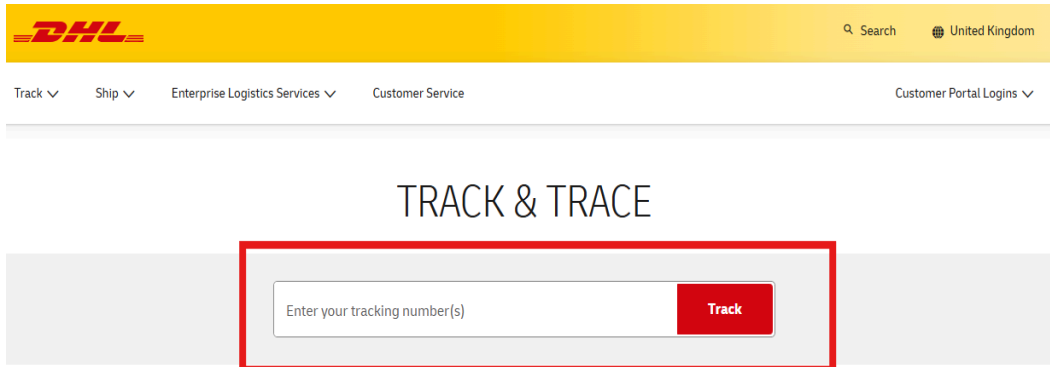 DHL
Search United Kingdom
Track Ship Enterprise Logistics Services Customer Service Customer Portal Logins
TRACK & TRACE
Enter your tracking number(s) Track